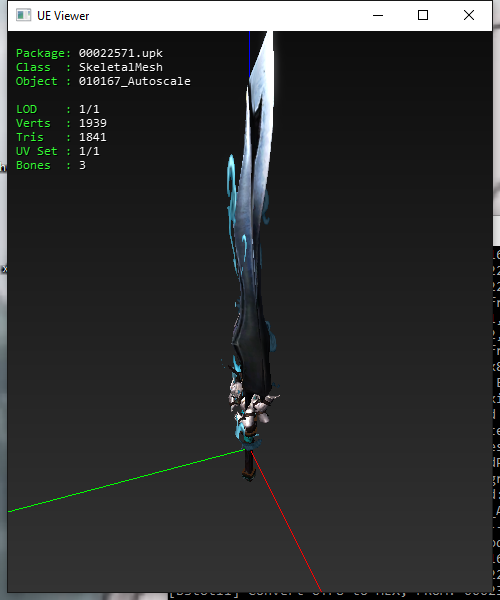 UE Viewer
Package: 00022571.upk
Class : SkeletalMesh
Object : 010167_Autoscale
LOD : 1/1
Verts : 1939
Tris : 1841
UV Set : 1/1
Bones : 3